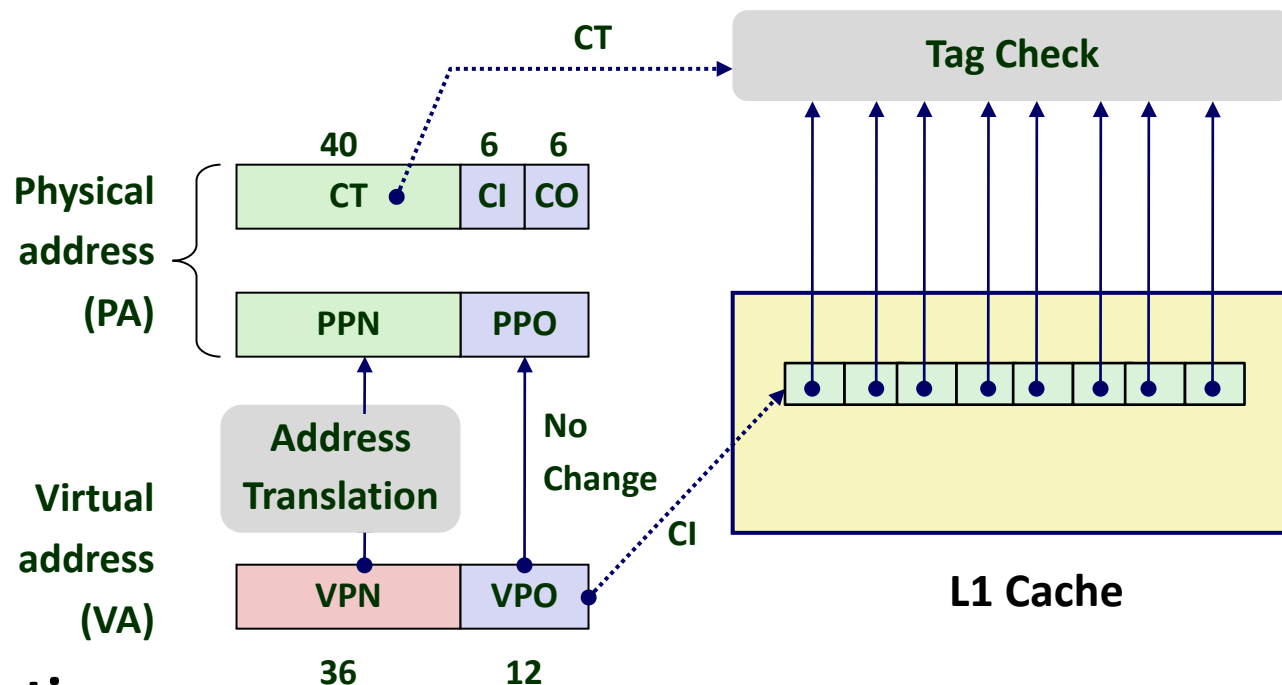 CT
Tag Check
40 6 6
CT CI CO
Physical
address
(PA)
PPN PPO
Address
Translation
No
Change
Virtual
address
(VA)
VPN VPO
CI
L1 Cache
36 12